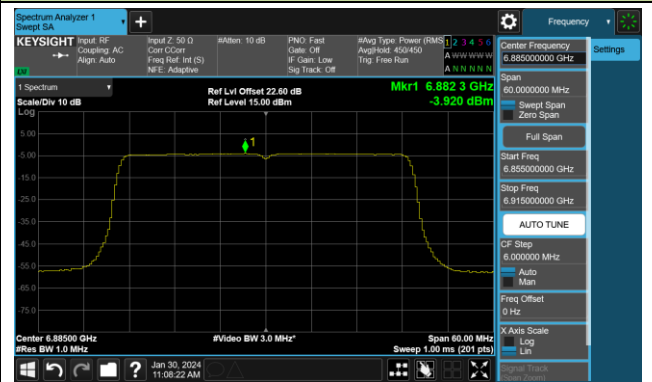 Spectrum Analyzer 1
Swept SA
+
Frequency
KEYSIGHT
Input: RF
Coupling: AC
Align: Auto
Input Z: 50 Ω
Corr CCorr
Freq Ref: Int (S)
NFE: Adaptive
#Atten: 10 dB
PNO: Fast
Gate: Off
IF Gain: Low
Sig Track: Off
#Avg Type: Power (RMS
Avg|Hold: 450/450
Trig: Free Run
1 2 3 4 5 6
A W W W W W
A N N N N N
LXI
1 Spectrum
Scale/Div 10 dB
Ref Lvl Offset 22.60 dB
Ref Level 15.00 dBm
Mkr1 6.882 3 GHz
-3.920 dBm
Log
5.00
-5.00
-15.0
-25.0
-35.0
-45.0
-55.0
-65.0
-75.0
1
Center 6.88500 GHz
#Res BW 1.0 MHz
#Video BW 3.0 MHz*
Span 60.00 MHz
Sweep 1.00 ms (201 pts)
Center Frequency
6.885000000 GHz
Settings
Span
60.0000000 MHz
Swept Span
Zero Span
Full Span
Start Freq
6.855000000 GHz
Stop Freq
6.915000000 GHz
AUTO TUNE
CF Step
6.000000 MHz
Auto
Man
Freq Offset
0 Hz
X Axis Scale
Log
Lin
Signal Track
(Span Zoom)
?
Jan 30, 2024
11:08:22 AM